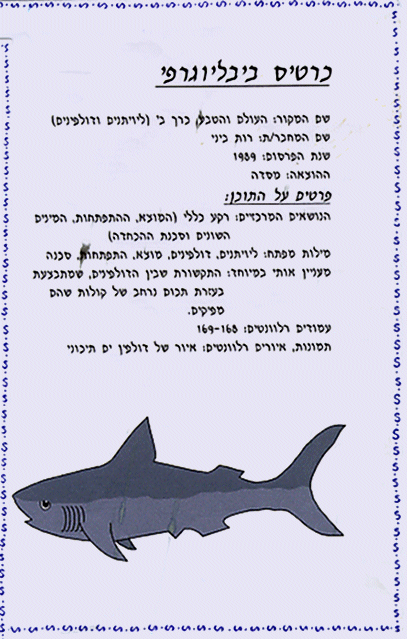 כרטיס ביבליוגרפי
שם המקור: העולם והטבע, כרך ב' (ליויתנים ודולפינים)
שם המחבר/ת: רות ביני
שנת הפרסום: 1989
ההוצאה: מסדה
פרטים על התוכן:
הנושאים המרכזיים: רקע כללי (המוצא, ההתפתחות, המינים
השונים וסכנת ההכחדה)
מילות מפתח: ליויתנים, דולפינים, מוצא, התפתחות, סכנה
מעניין אותי במיוחד: התקשורת שבין הדולפינים, שמתבצעת
בעזרת תכום נרחב של קולות שהם
מפיקים.
עמודים רלוונטים: 169-168
תמונות, איורים רלוונטים: איור של דולפין ים תיכוני